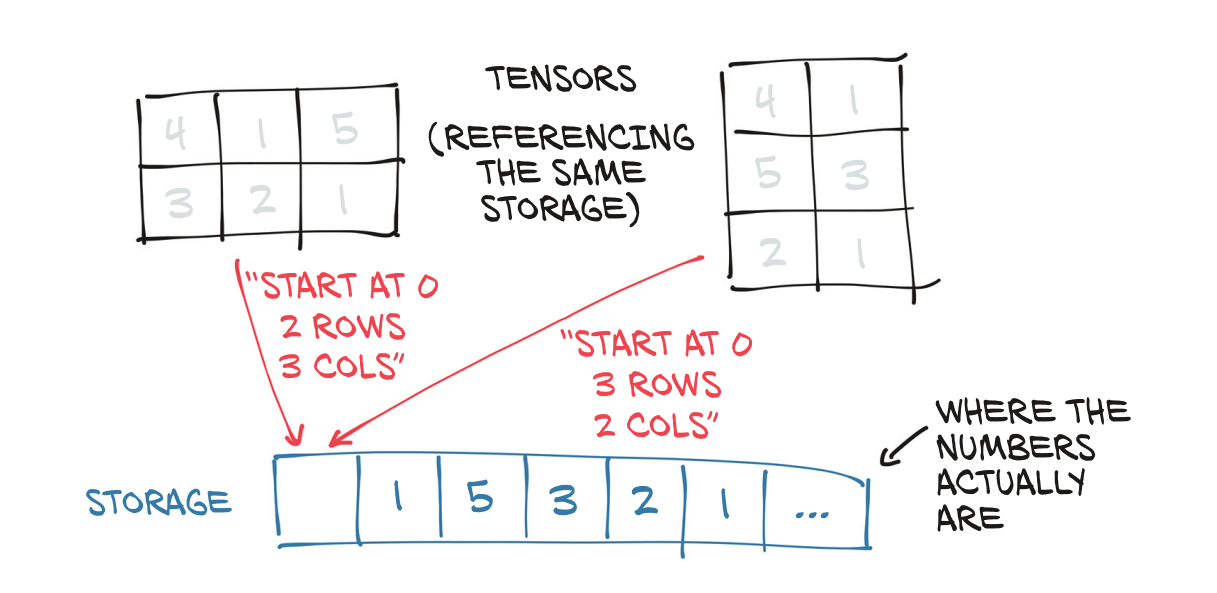 TENSORS
(REFERENCING
THE SAME
STORAGE)
4 1 5
3 2 1
4 1
5 3
2 1
"START AT 0
2 ROWS
3 COLS"
"START AT 0
3 ROWS
2 COLS"
WHERE THE
NUMBERS
ACTUALLY
ARE
STORAGE
1 5 3 2 1 ...